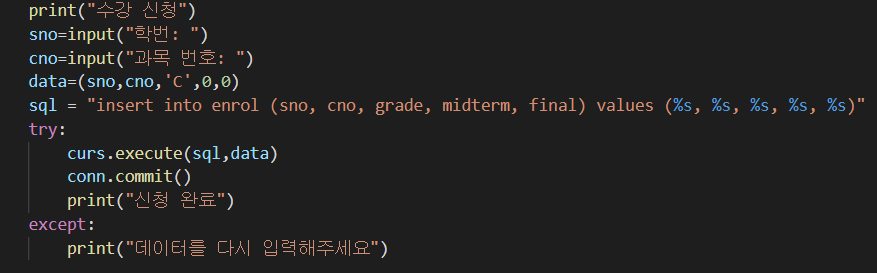 print("수강 신청")
sno=input("학번: ")
cno=input("과목 번호: ")
data=(sno,cno,'C',0,0)
sql = "insert into enrol (sno, cno, grade, midterm, final) values (%s, %s, %s, %s, %s)"
try:
    curs.execute(sql,data)
    conn.commit()
    print("신청 완료")
except:
    print("데이터를 다시 입력해주세요")